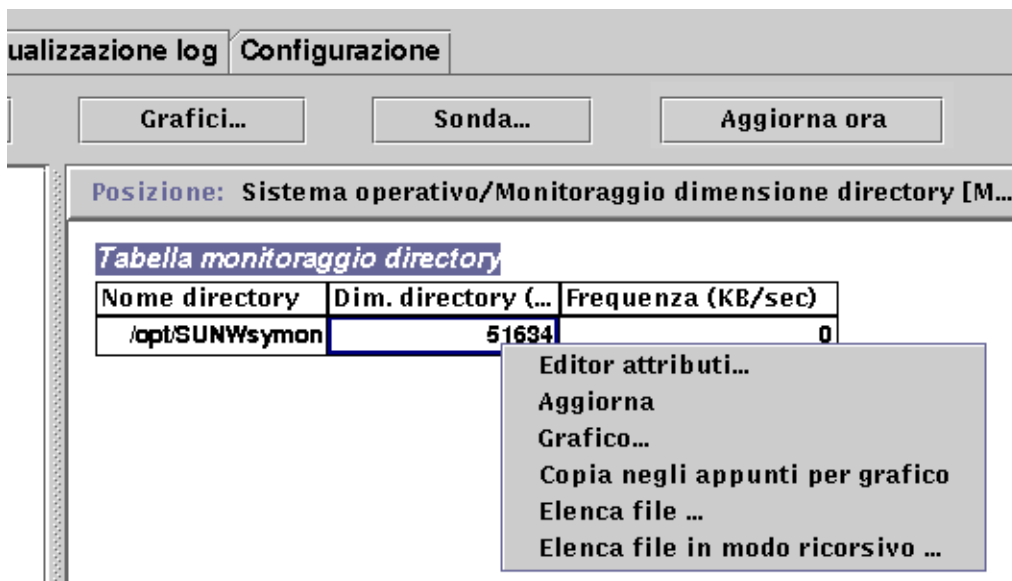 ualizzazione log Configurazione
Grafici... Sonda... Aggiorna ora
Posizione: Sistema operativo/Monitoraggio dimensione directory [M...
Tabella monitoraggio directory
Nome directory Dim. directory (... Frequenza (KB/sec)
/opt/SUNWsymon 51634 0
Editor attributi...
Aggiorna
Grafico...
Copia negli appunti per grafico
Elenca file ...
Elenca file in modo ricorsivo ...